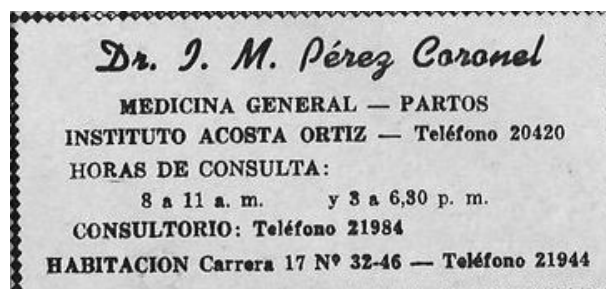 Dr. I. M. Pérez Coronel
MEDICINA GENERAL — PARTOS
INSTITUTO ACOSTA ORTIZ — Teléfono 20420
HORAS DE CONSULTA:
8 a 11 a. m. y 3 a 6,30 p. m.
CONSULTORIO: Teléfono 21984
HABITACION Carrera 17 Nº 32-46 — Teléfono 21944